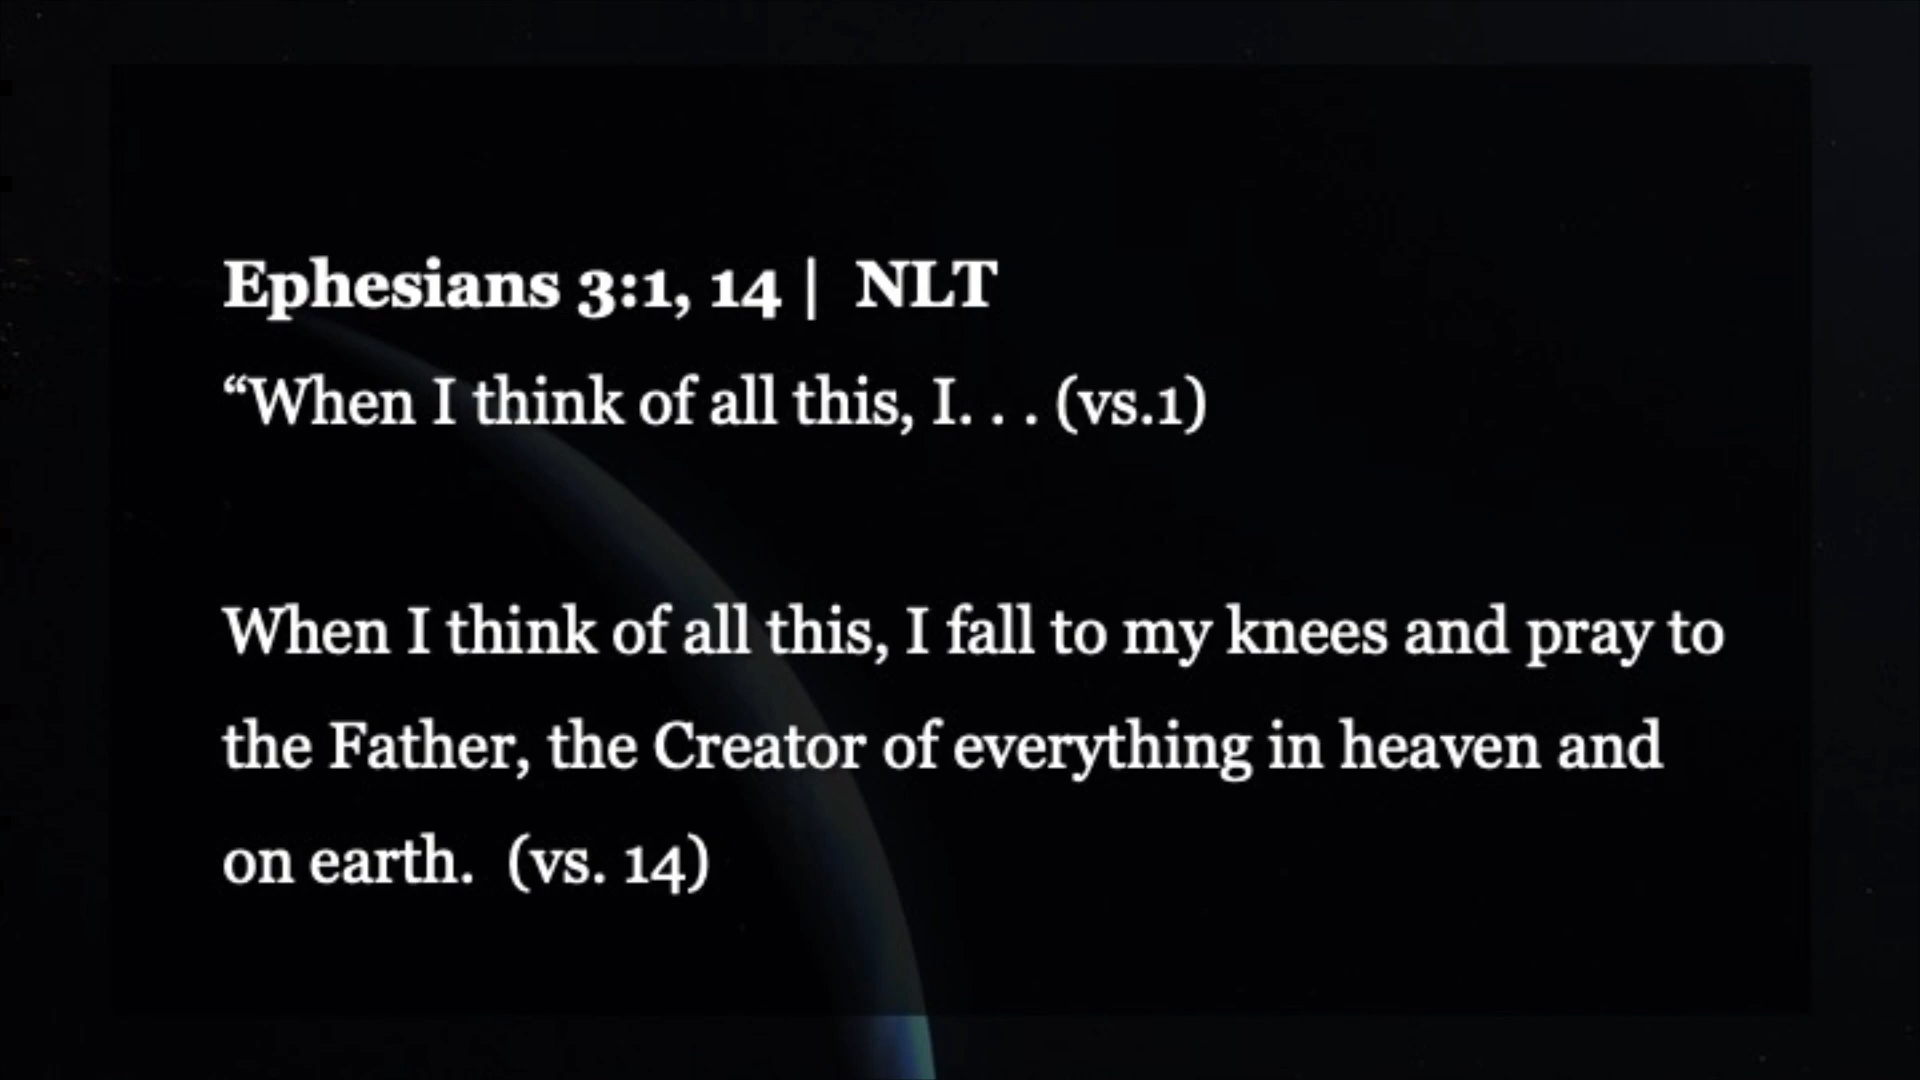 Ephesians 3:1, 14 |  NLT
“When I think of all this, I. . . (vs.1)
When I think of all this, I fall to my knees and pray to
the Father, the Creator of everything in heaven and
on earth.  (vs. 14)